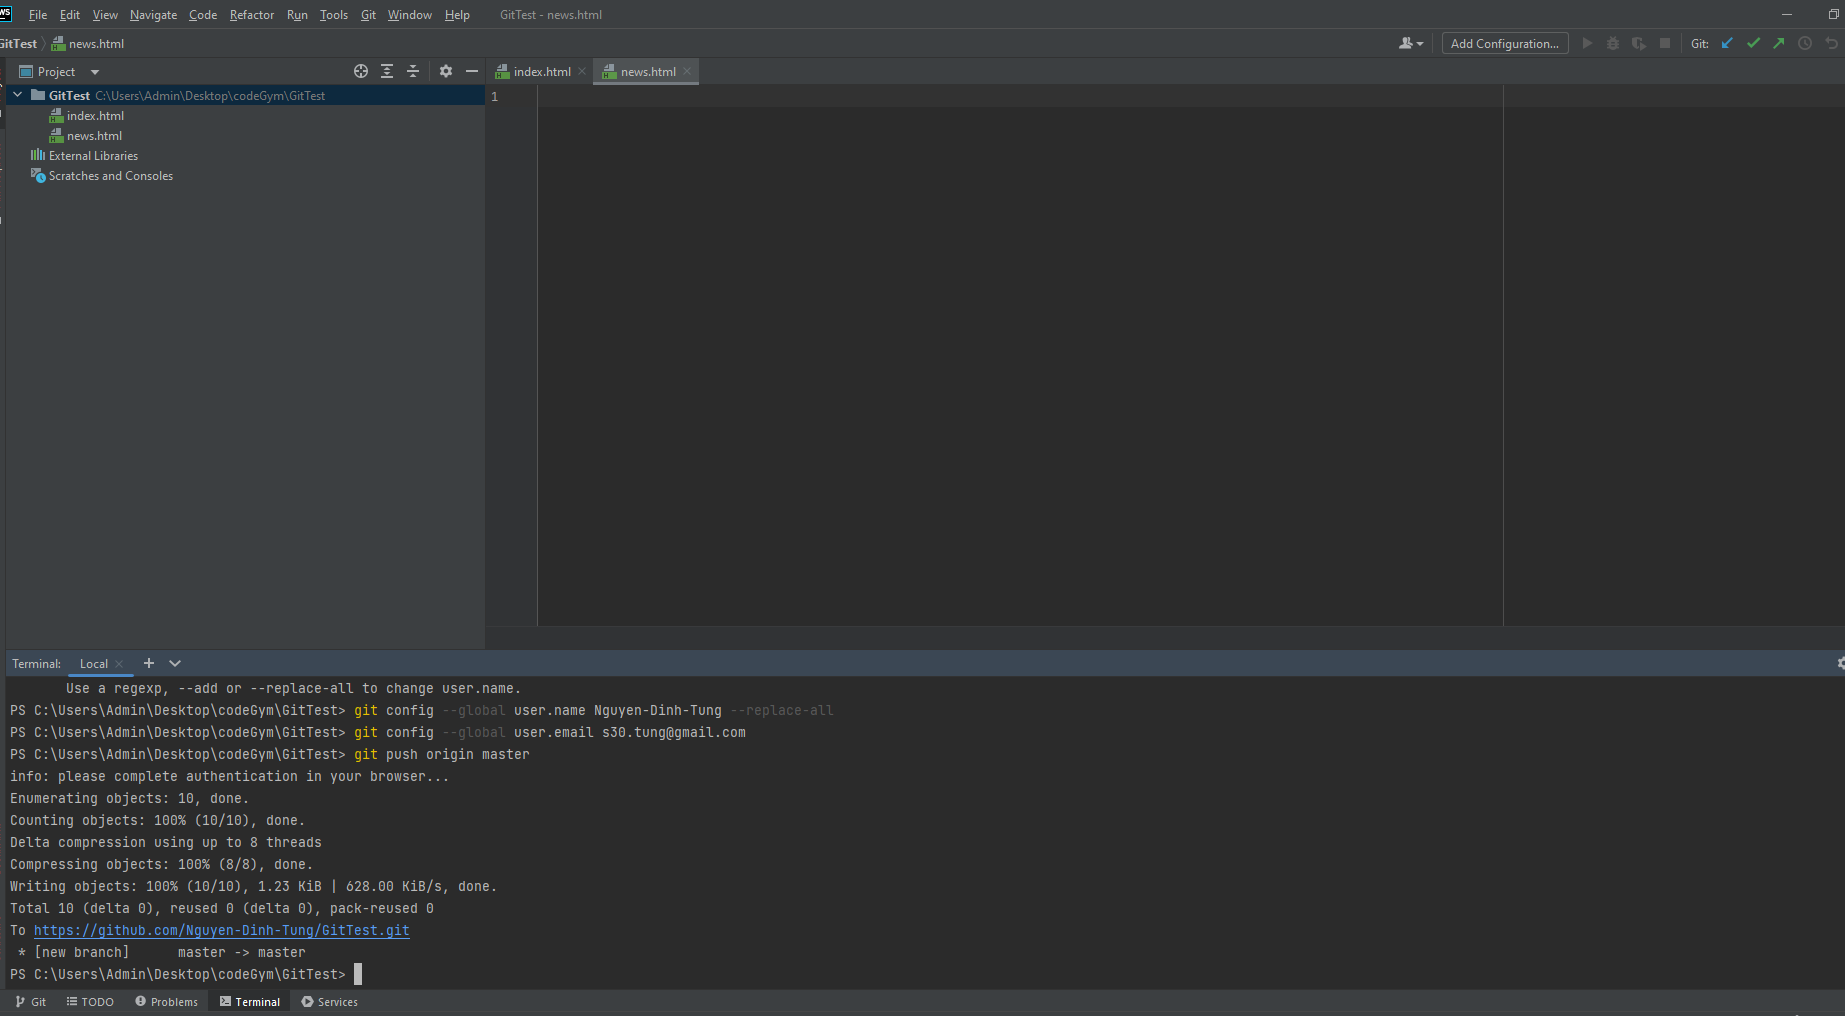 WS File Edit View Navigate Code Refactor Run Tools Git Window Help GitTest - news.html
GitTest news.html Add Configuration... Git:
Project index.html news.html
GitTest C:\Users\Admin\Desktop\codeGym\GitTest 1
index.html
news.html
External Libraries
Scratches and Consoles
Terminal: Local
Use a regexp, --add or --replace-all to change user.name.
PS C:\Users\Admin\Desktop\codeGym\GitTest> git config --global user.name Nguyen-Dinh-Tung --replace-all
PS C:\Users\Admin\Desktop\codeGym\GitTest> git config --global user.email s30.tung@gmail.com
PS C:\Users\Admin\Desktop\codeGym\GitTest> git push origin master
info: please complete authentication in your browser...
Enumerating objects: 10, done.
Counting objects: 100% (10/10), done.
Delta compression using up to 8 threads
Compressing objects: 100% (8/8), done.
Writing objects: 100% (10/10), 1.23 KiB | 628.00 KiB/s, done.
Total 10 (delta 0), reused 0 (delta 0), pack-reused 0
To https://github.com/Nguyen-Dinh-Tung/GitTest.git
* [new branch] master -> master
PS C:\Users\Admin\Desktop\codeGym\GitTest>
Git TODO Problems Terminal Services